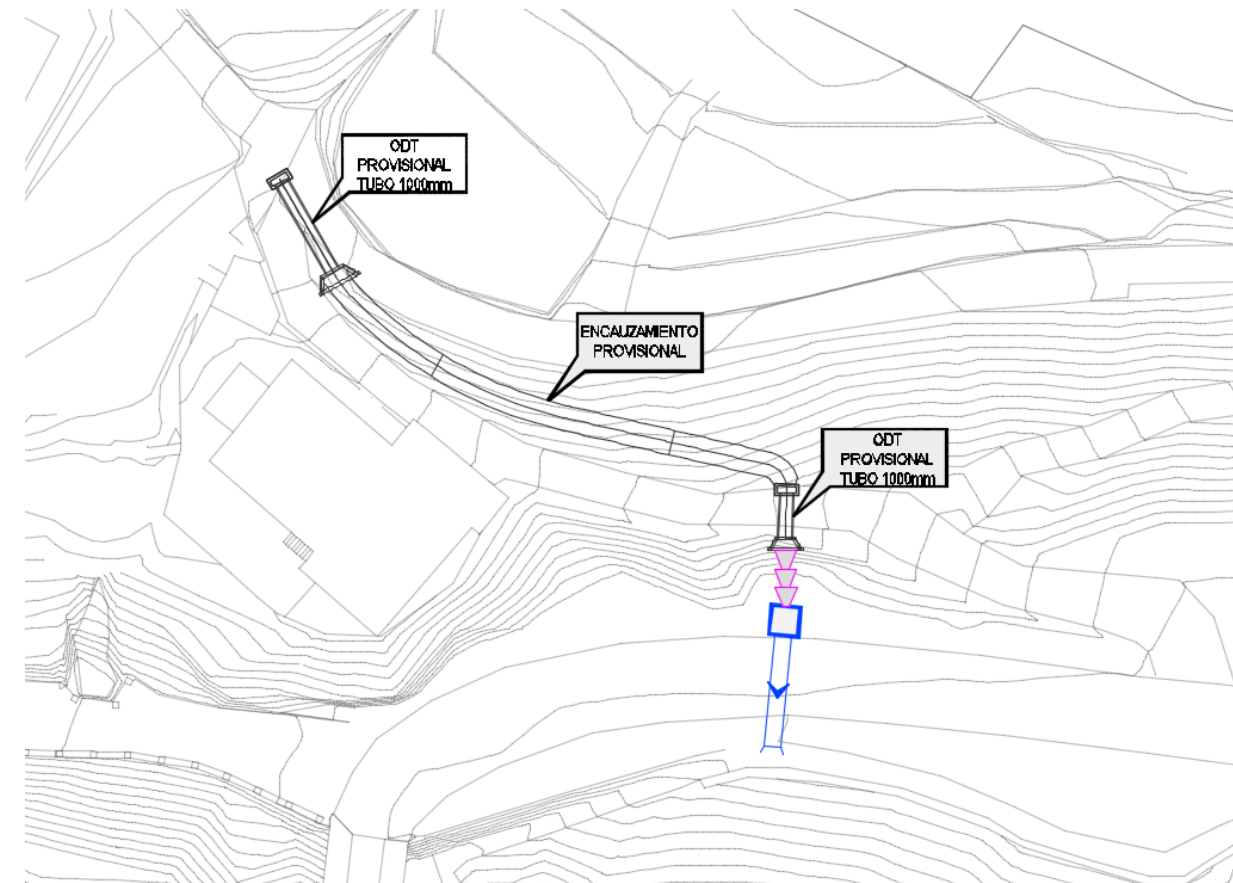 ODT
PROVISIONAL
TUBO 1000mm
ENCAUZAMIENTO
PROVISIONAL
ODT
PROVISIONAL
TUBO 1000mm